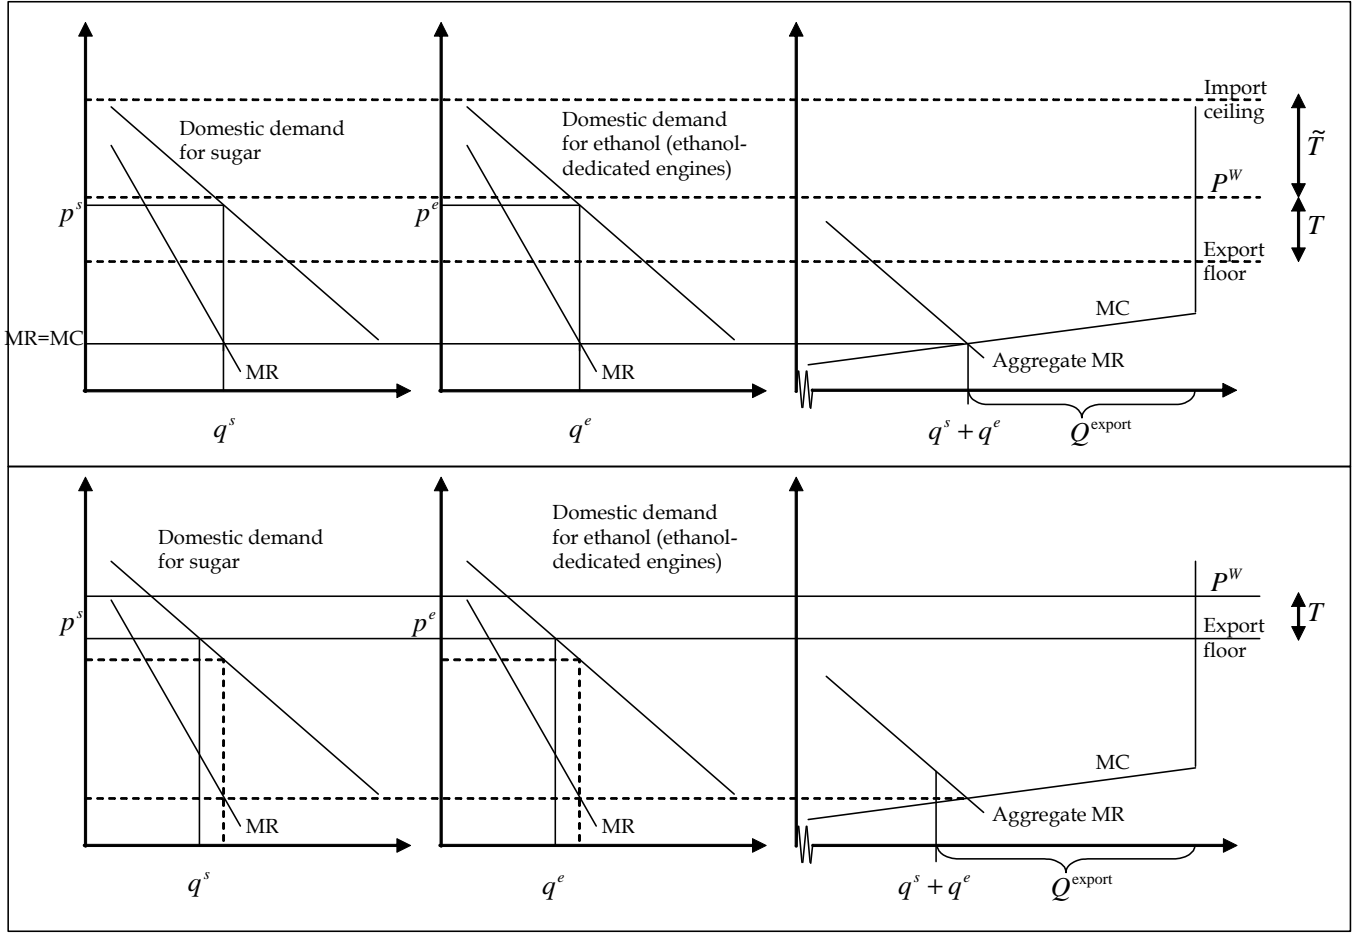 Import
ceiling
Domestic demand
for sugar
Domestic demand
for ethanol (ethanol-
dedicated engines)
T̃
P^W
p^s
p^e
T
Export
floor
MC
MR=MC
MR
MR
Aggregate MR
q^s
q^e
q^s + q^e
Q^export
Domestic demand
for sugar
Domestic demand
for ethanol (ethanol-
dedicated engines)
P^W
T
p^s
p^e
Export
floor
MC
MR
MR
Aggregate MR
q^s
q^e
q^s + q^e
Q^export